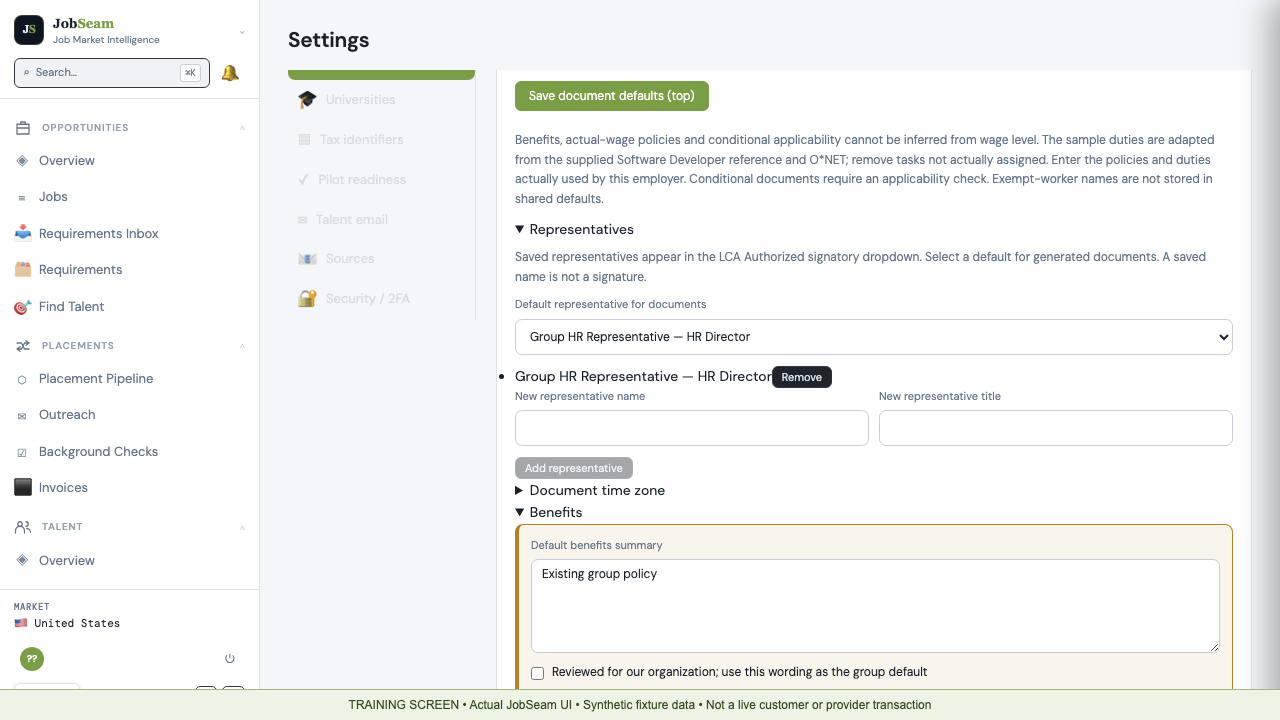 JS
JobSeam
Job Market Intelligence
Search...
⌘K
OPPORTUNITIES
Overview
Jobs
Requirements Inbox
Requirements
Find Talent
PLACEMENTS
Placement Pipeline
Outreach
Background Checks
Invoices
TALENT
Overview
MARKET
United States
??
Settings
Universities
Tax identifiers
Pilot readiness
Talent email
Sources
Security / 2FA
Save document defaults (top)
Benefits, actual-wage policies and conditional applicability cannot be inferred from wage level. The sample duties are adapted
from the supplied Software Developer reference and O*NET; remove tasks not actually assigned. Enter the policies and duties
actually used by this employer. Conditional documents require an applicability check. Exempt-worker names are not stored in
shared defaults.
Representatives
Saved representatives appear in the LCA Authorized signatory dropdown. Select a default for generated documents. A saved
name is not a signature.
Default representative for documents
Group HR Representative — HR Director
Group HR Representative — HR Director Remove
New representative name
New representative title
Add representative
Document time zone
Benefits
Default benefits summary
Existing group policy
Reviewed for our organization; use this wording as the group default
TRAINING SCREEN • Actual JobSeam UI • Synthetic fixture data • Not a live customer or provider transaction